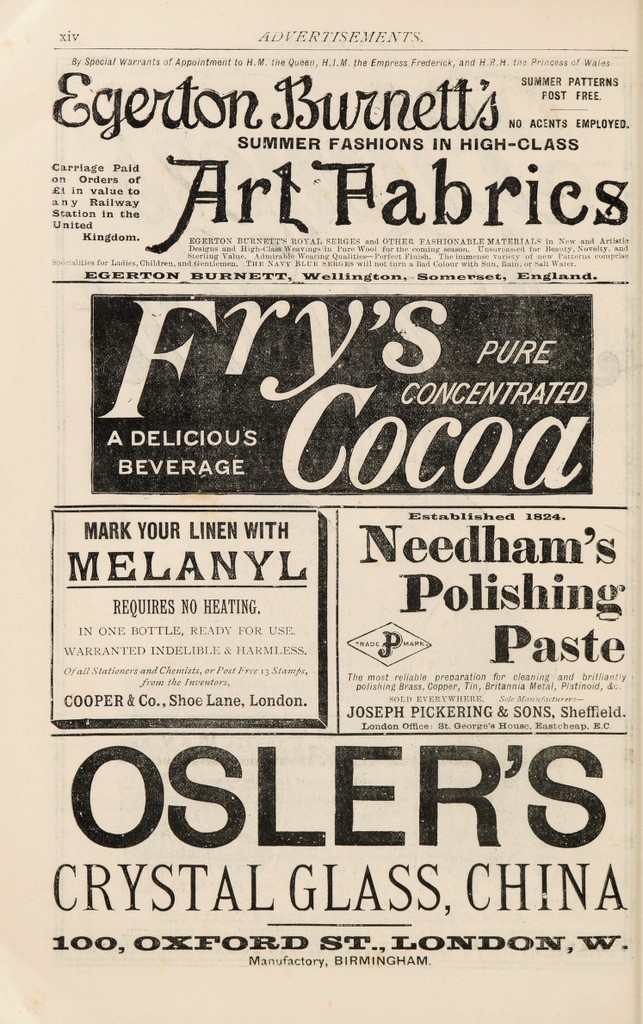 xiv
ADVERTISEMENTS.
By Special Warrants of Appointment to H.M. the Queen, H.I.M. the Empress Frederick, and H.R.H. the Princess of Wales.
Egerton Burnett's
SUMMER PATTERNS
POST FREE.
NO AGENTS EMPLOYED.
SUMMER FASHIONS IN HIGH-CLASS
Carriage Paid
on Orders of
£1 in value to
any Railway
Station in the
United
Kingdom.
Art Fabrics
EGERTON BURNETT'S ROYAL SERGES and OTHER FASHIONABLE MATERIALS in New and Artistic
Designs and High-Class Weavings in Pure Wool for the coming season. Unsurpassed for Beauty, Novelty, and
Sterling Value. Admirable Wearing Qualities—Perfect Finish. The immense variety of new Patterns comprise
Specialities for Ladies, Children, and Gentlemen. THE NAVY BLUE SERGES will not turn a Bad Colour with Sun, Rain, or Salt Water.
EGERTON BURNETT, Wellington, Somerset, England.
Fry's
PURE
CONCENTRATED
Cocoa
A DELICIOUS
BEVERAGE
MARK YOUR LINEN WITH
MELANYL
REQUIRES NO HEATING.
IN ONE BOTTLE, READY FOR USE.
WARRANTED INDELIBLE & HARMLESS.
Of all Stationers and Chemists, or Post Free 13 Stamps,
from the Inventors,
COOPER & Co., Shoe Lane, London.
Established 1824.
Needham's
Polishing
Paste
TRADE P MARK
The most reliable preparation for cleaning and brilliantly
polishing Brass, Copper, Tin, Britannia Metal, Platinoid, &c.
SOLD EVERYWHERE. Sole Manufacturers—
JOSEPH PICKERING & SONS, Sheffield.
London Office: St. George's House, Eastcheap, E.C.
OSLER'S
CRYSTAL GLASS, CHINA
100, OXFORD ST., LONDON, W.
Manufactory, BIRMINGHAM.